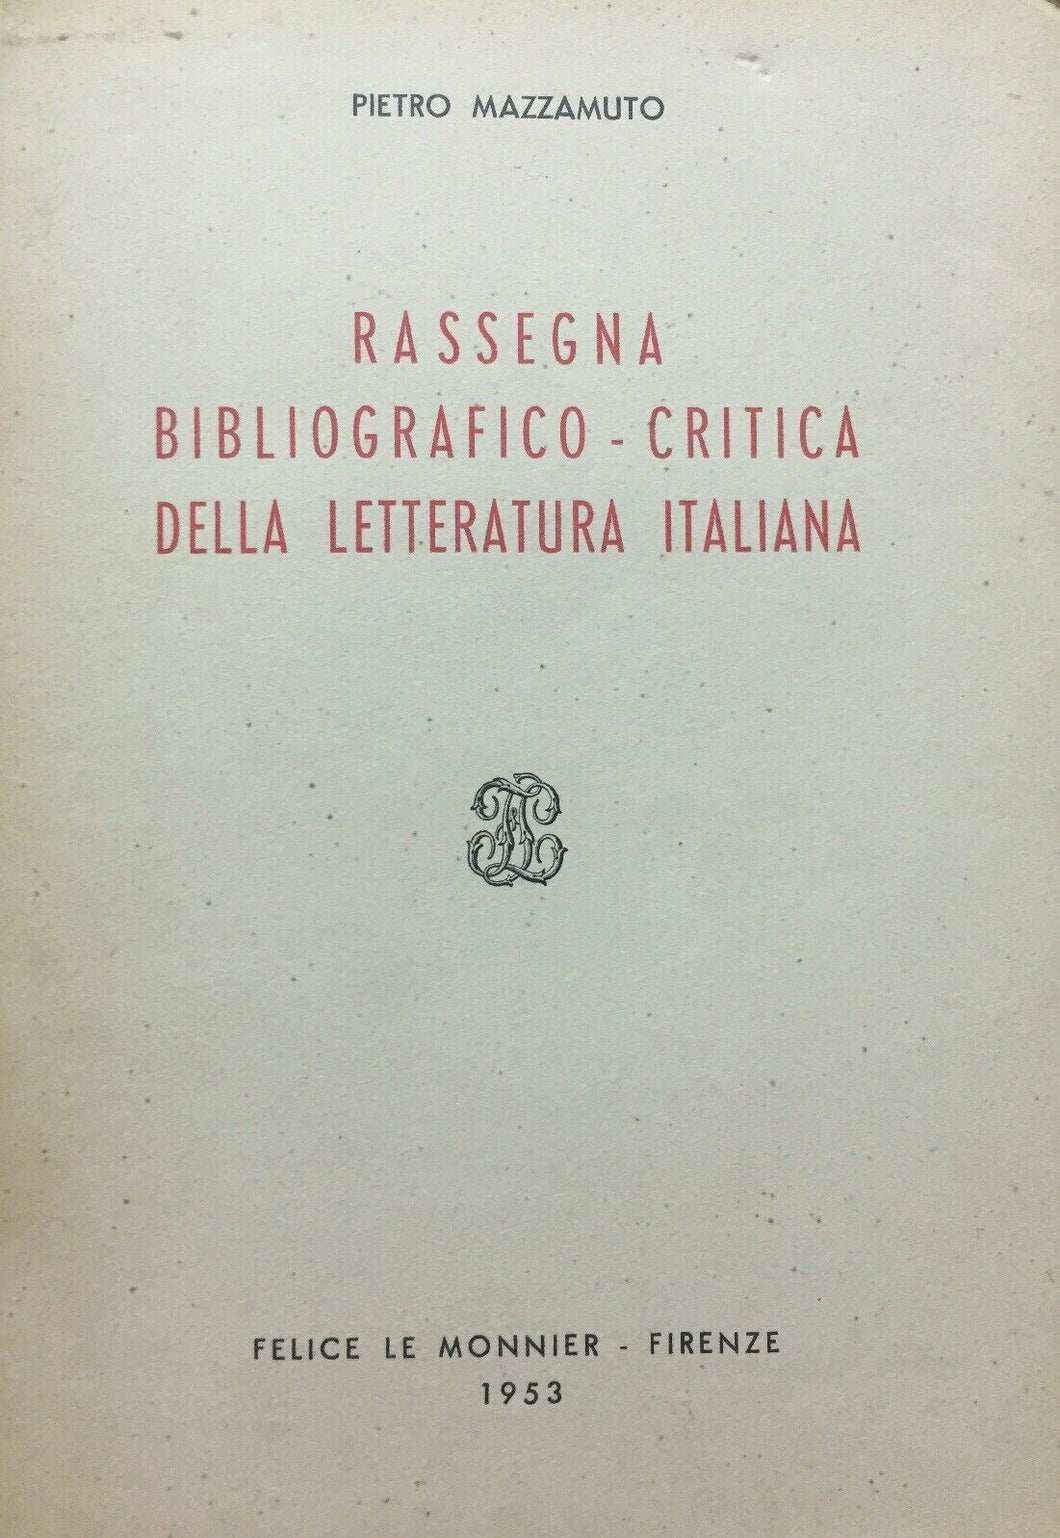 PIETRO MAZZAMUTO
RASSEGNA
BIBLIOGRAFICO - CRITICA
DELLA LETTERATURA ITALIANA
FELICE LE MONNIER - FIRENZE
1953